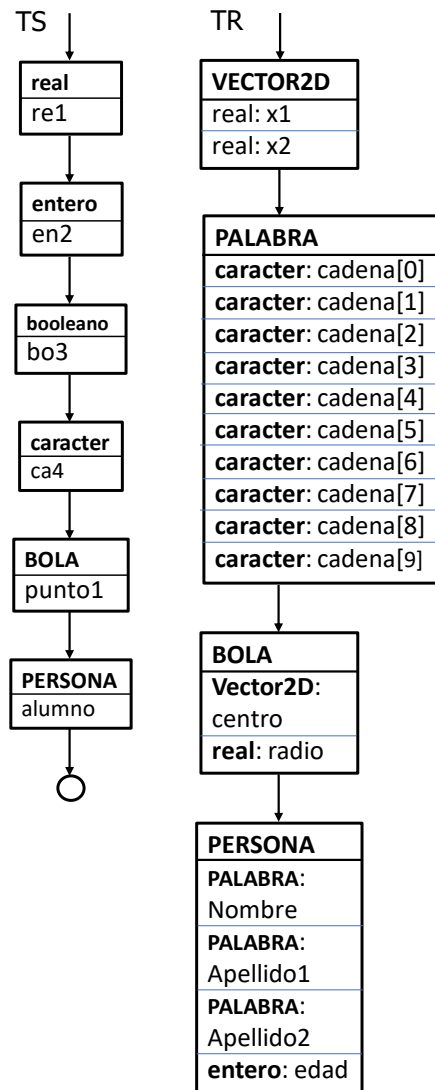 TS
real
re1
entero
en2
booleano
bo3
caracter
ca4
BOLA
punto1
PERSONA
alumno
TR
VECTOR2D
real: x1
real: x2
PALABRA
caracter: cadena[0]
caracter: cadena[1]
caracter: cadena[2]
caracter: cadena[3]
caracter: cadena[4]
caracter: cadena[5]
caracter: cadena[6]
caracter: cadena[7]
caracter: cadena[8]
caracter: cadena[9]
BOLA
Vector2D:
centro
real: radio
PERSONA
PALABRA:
Nombre
PALABRA:
Apellido1
PALABRA:
Apellido2
entero: edad